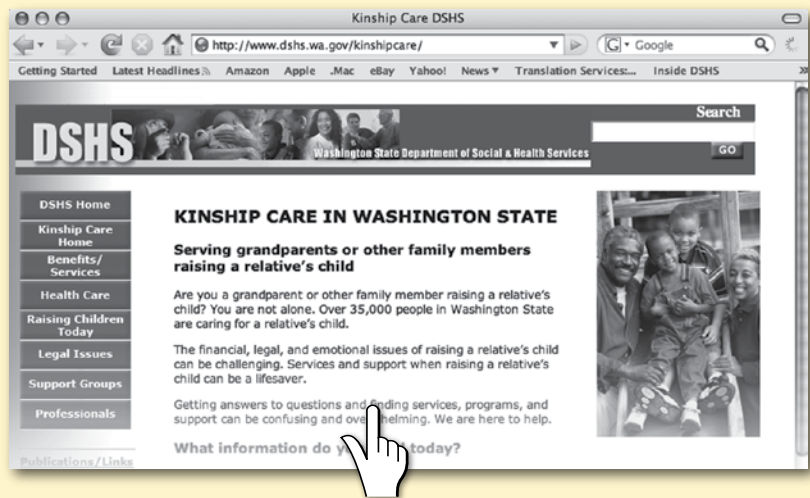 Kinship Care DSHS
http://www.dshs.wa.gov/kinshipcare/
G Google
Getting Started Latest Headlines Amazon Apple .Mac eBay Yahoo! News Translation Services:... Inside DSHS
DSHS
Washington State Department of Social & Health Services
Search
GO
DSHS Home
Kinship Care
Home
Benefits/
Services
Health Care
Raising Children
Today
Legal Issues
Support Groups
Professionals
Publications/Links
KINSHIP CARE IN WASHINGTON STATE
Serving grandparents or other family members
raising a relative's child
Are you a grandparent or other family member raising a relative's
child? You are not alone. Over 35,000 people in Washington State
are caring for a relative's child.
The financial, legal, and emotional issues of raising a relative's child
can be challenging. Services and support when raising a relative's
child can be a lifesaver.
Getting answers to questions and finding services, programs, and
support can be confusing and overwhelming. We are here to help.
What information do today?